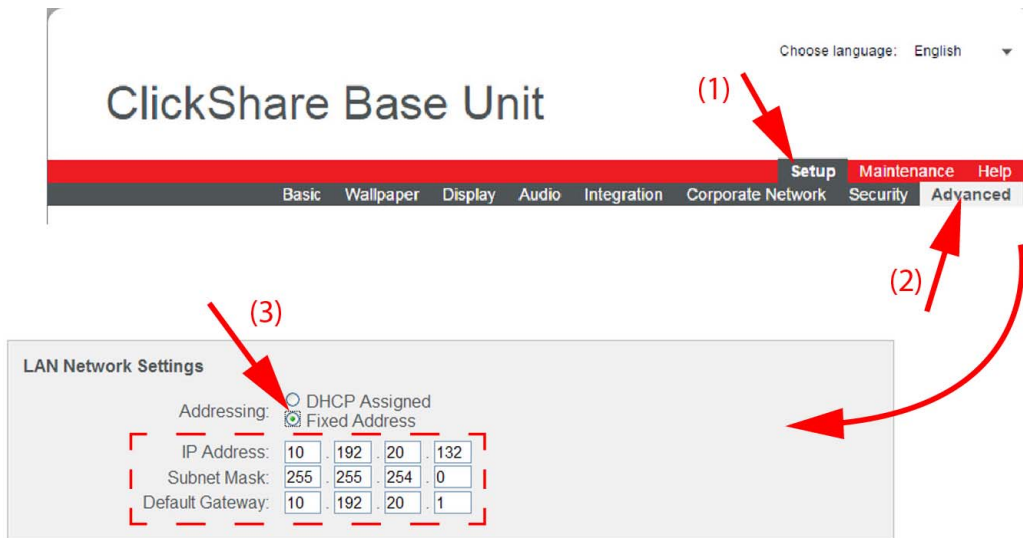 Choose language: English
(1)
ClickShare Base Unit
Setup Maintenance Help
Basic Wallpaper Display Audio Integration Corporate Network Security Advanced
(2)
(3)
LAN Network Settings
Addressing: DHCP Assigned
Fixed Address
IP Address: 10 . 192 . 20 . 132
Subnet Mask: 255 . 255 . 254 . 0
Default Gateway: 10 . 192 . 20 . 1